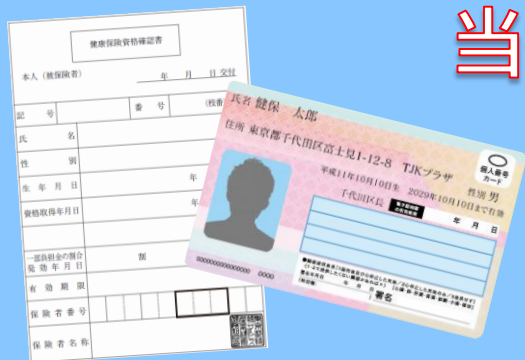 当
健康保険資格確認書
本人(被保険者)
年 月 日 交付
記 号
番 号
(枝番
氏 名
性 別
生 年 月 日
年
資格取得年月日
年
一部負担金の割合
発 効 年 月 日
割
有 効 期 限
保 険 者 番 号
保 険 者 名 称
氏名 健保 太郎
住所 東京都千代田区富士見1-12-8 TJKプラザ
個人番号
カード
平成11年10月10日生
性別 男
2029年10月10日まで有効
千代田区長
年 月 日
0000000000000000 0000
署名